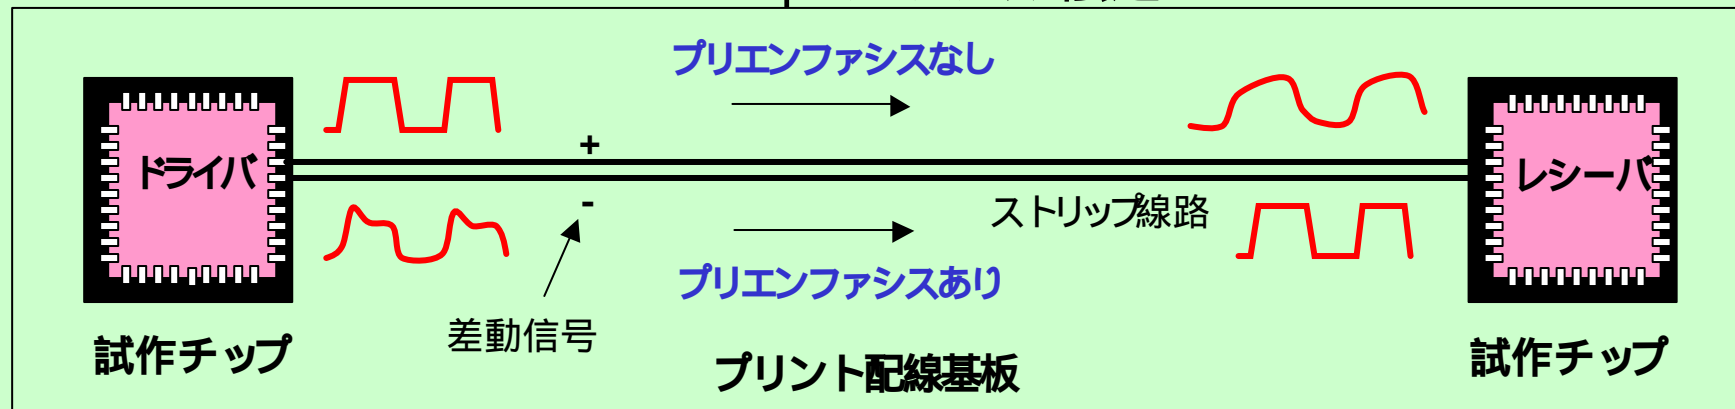 プリエンファシスなし
ドライバ
+
-
レシーバ
ストリップ線路
プリエンファシスあり
差動信号
試作チップ
プリント配線基板
試作チップ